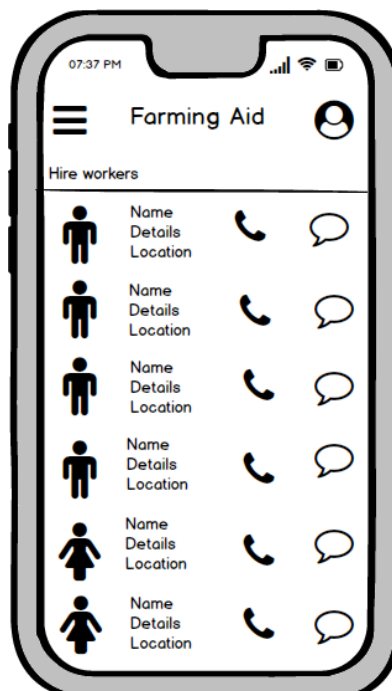 07:37 PM
Farming Aid
Hire workers
Name
Details
Location
Name
Details
Location
Name
Details
Location
Name
Details
Location
Name
Details
Location
Name
Details
Location